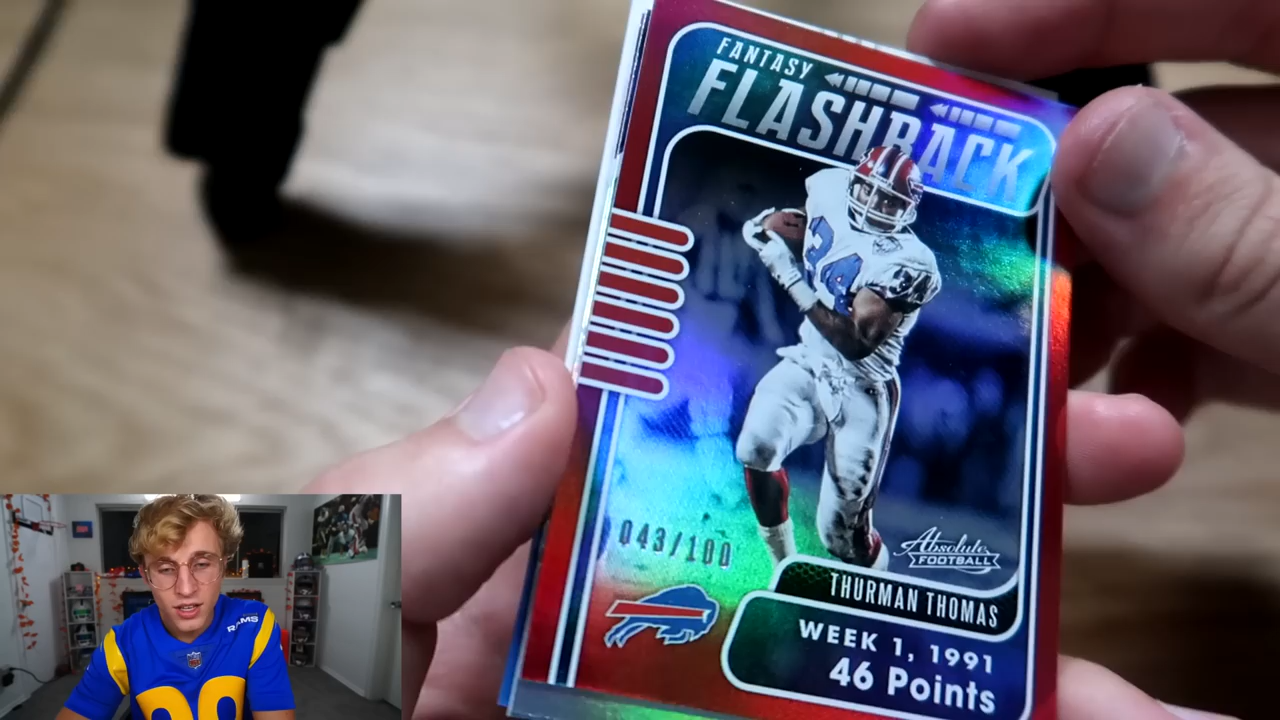 FANTASY
FLASHBACK
34
043/100
Absolute
FOOTBALL
THURMAN THOMAS
WEEK 1, 1991
46 Points
RAMS